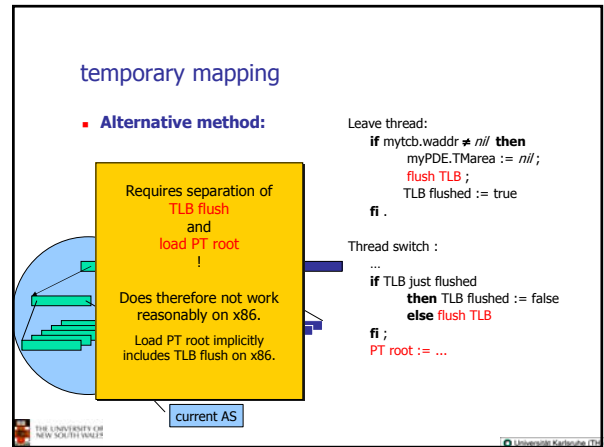 temporary mapping
Alternative method:
Requires separation of
TLB flush
and
load PT root
!
Does therefore not work
reasonably on x86.
Load PT root implicitly
includes TLB flush on x86.
current AS
Leave thread:
if mytcb.waddr ≠ nil then
myPDE.TMarea := nil ;
flush TLB ;
TLB flushed := true
fi .
Thread switch :
...
if TLB just flushed
then TLB flushed := false
else flush TLB
fi ;
PT root := ...
THE UNIVERSITY OF
NEW SOUTH WALES
Universität Karlsruhe (TH